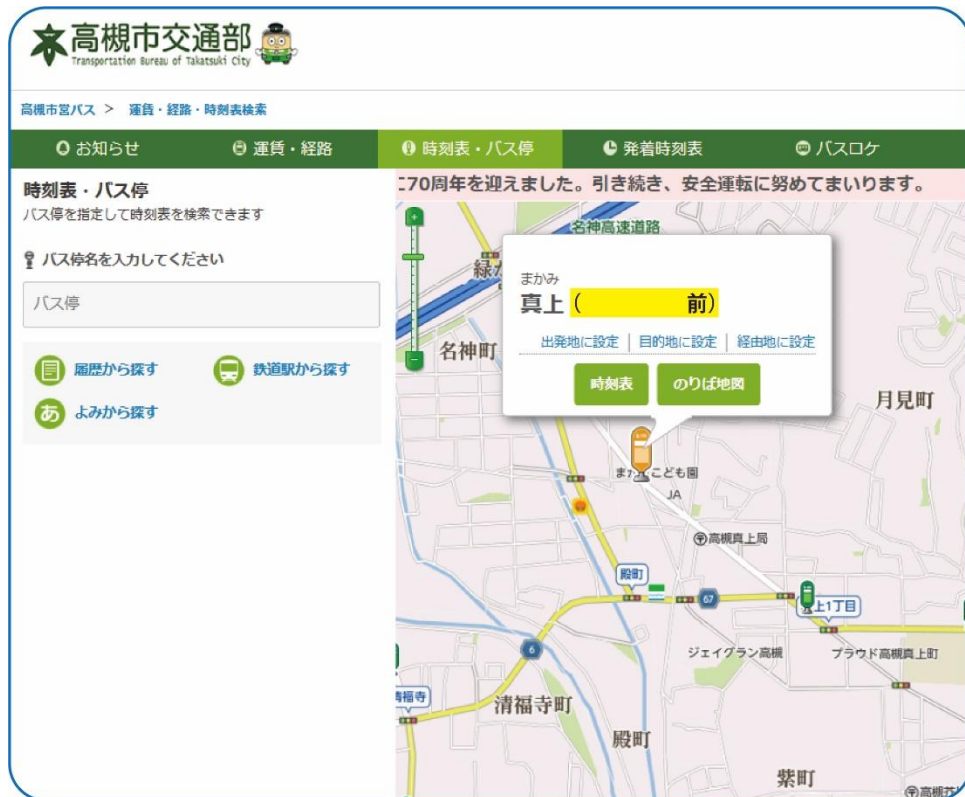 高槻市交通部
Transportation Bureau of Takatsuki City
高槻市営バス > 運賃・経路・時刻表検索
お知らせ
運賃・経路
時刻表・バス停
発着時刻表
バスロケ
時刻表・バス停
バス停を指定して時刻表を検索できます
バス停名を入力してください
バス停
履歴から探す
鉄道駅から探す
あ
よみから探す
70周年を迎えました。引き続き、安全運転に努めてまいります。
名神高速道路
まかみ
真上 ( 前)
出発地に設定 | 目的地に設定 | 経由地に設定
時刻表
のりば地図
名神町
月見町
こども園
JA
高槻真上局
殿町
67
上1丁目
6
ジェイグラン高槻
プラウド高槻真上町
清福寺
清福寺町
殿町
紫町